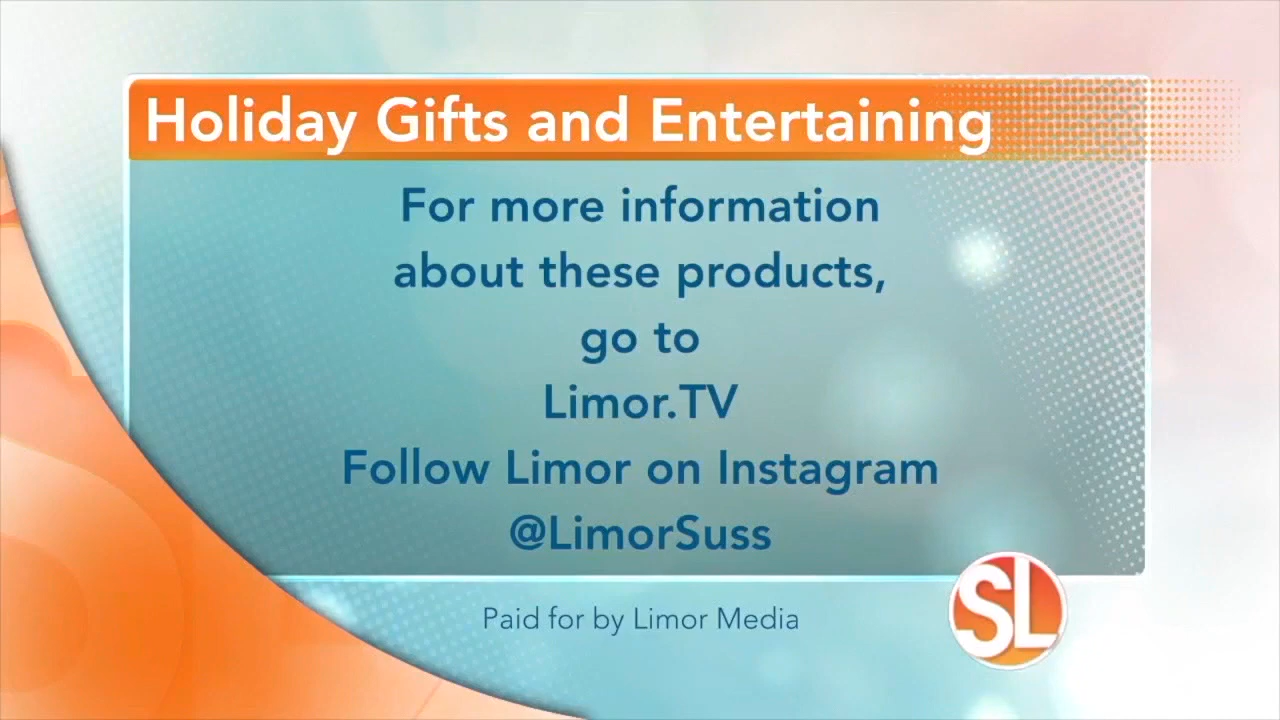 Holiday Gifts and Entertaining
For more information
about these products,
go to
Limor.TV
Follow Limor on Instagram
@LimorSuss
Paid for by Limor Media
SL